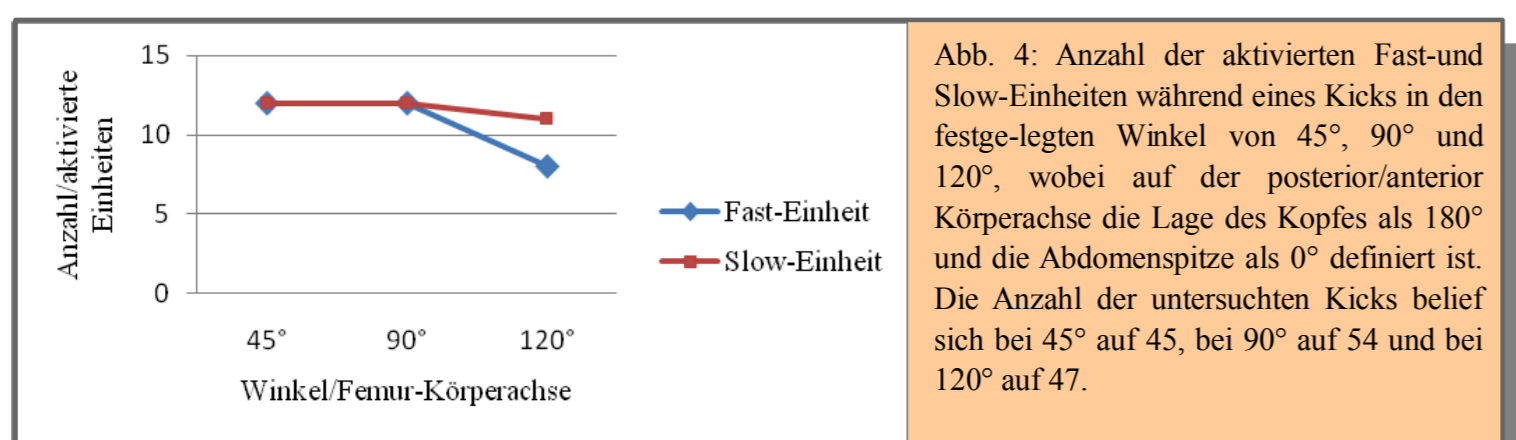 15
10
5
0
Anzahl/aktivierte
Einheiten
45° 90° 120°
Winkel/Femur-Körperachse
Fast-Einheit
Slow-Einheit
Abb. 4: Anzahl der aktivierten Fast-und
Slow-Einheiten während eines Kicks in den
festge-legten Winkel von 45°, 90° und
120°, wobei auf der posterior/anterior
Körperachse die Lage des Kopfes als 180°
und die Abdomenspitze als 0° definiert ist.
Die Anzahl der untersuchten Kicks belief
sich bei 45° auf 45, bei 90° auf 54 und bei
120° auf 47.